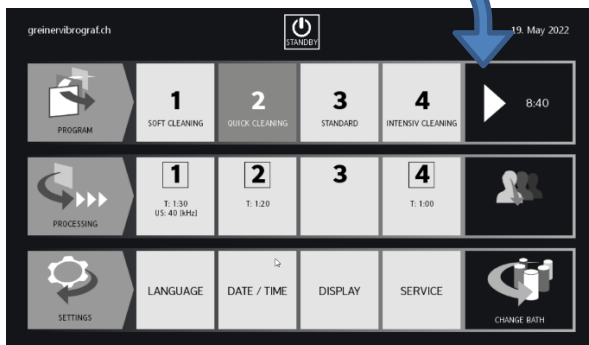 greinervibrograf.ch
STANDBY
19. May 2022
PROGRAM
1
SOFT CLEANING
2
QUICK CLEANING
3
STANDARD
4
INTENSIV CLEANING
8:40
PROCESSING
1
T: 1:30
US: 40 [kHz]
2
T: 1:20
3
4
T: 1:00
SETTINGS
LANGUAGE
DATE / TIME
DISPLAY
SERVICE
CHANGE BATH